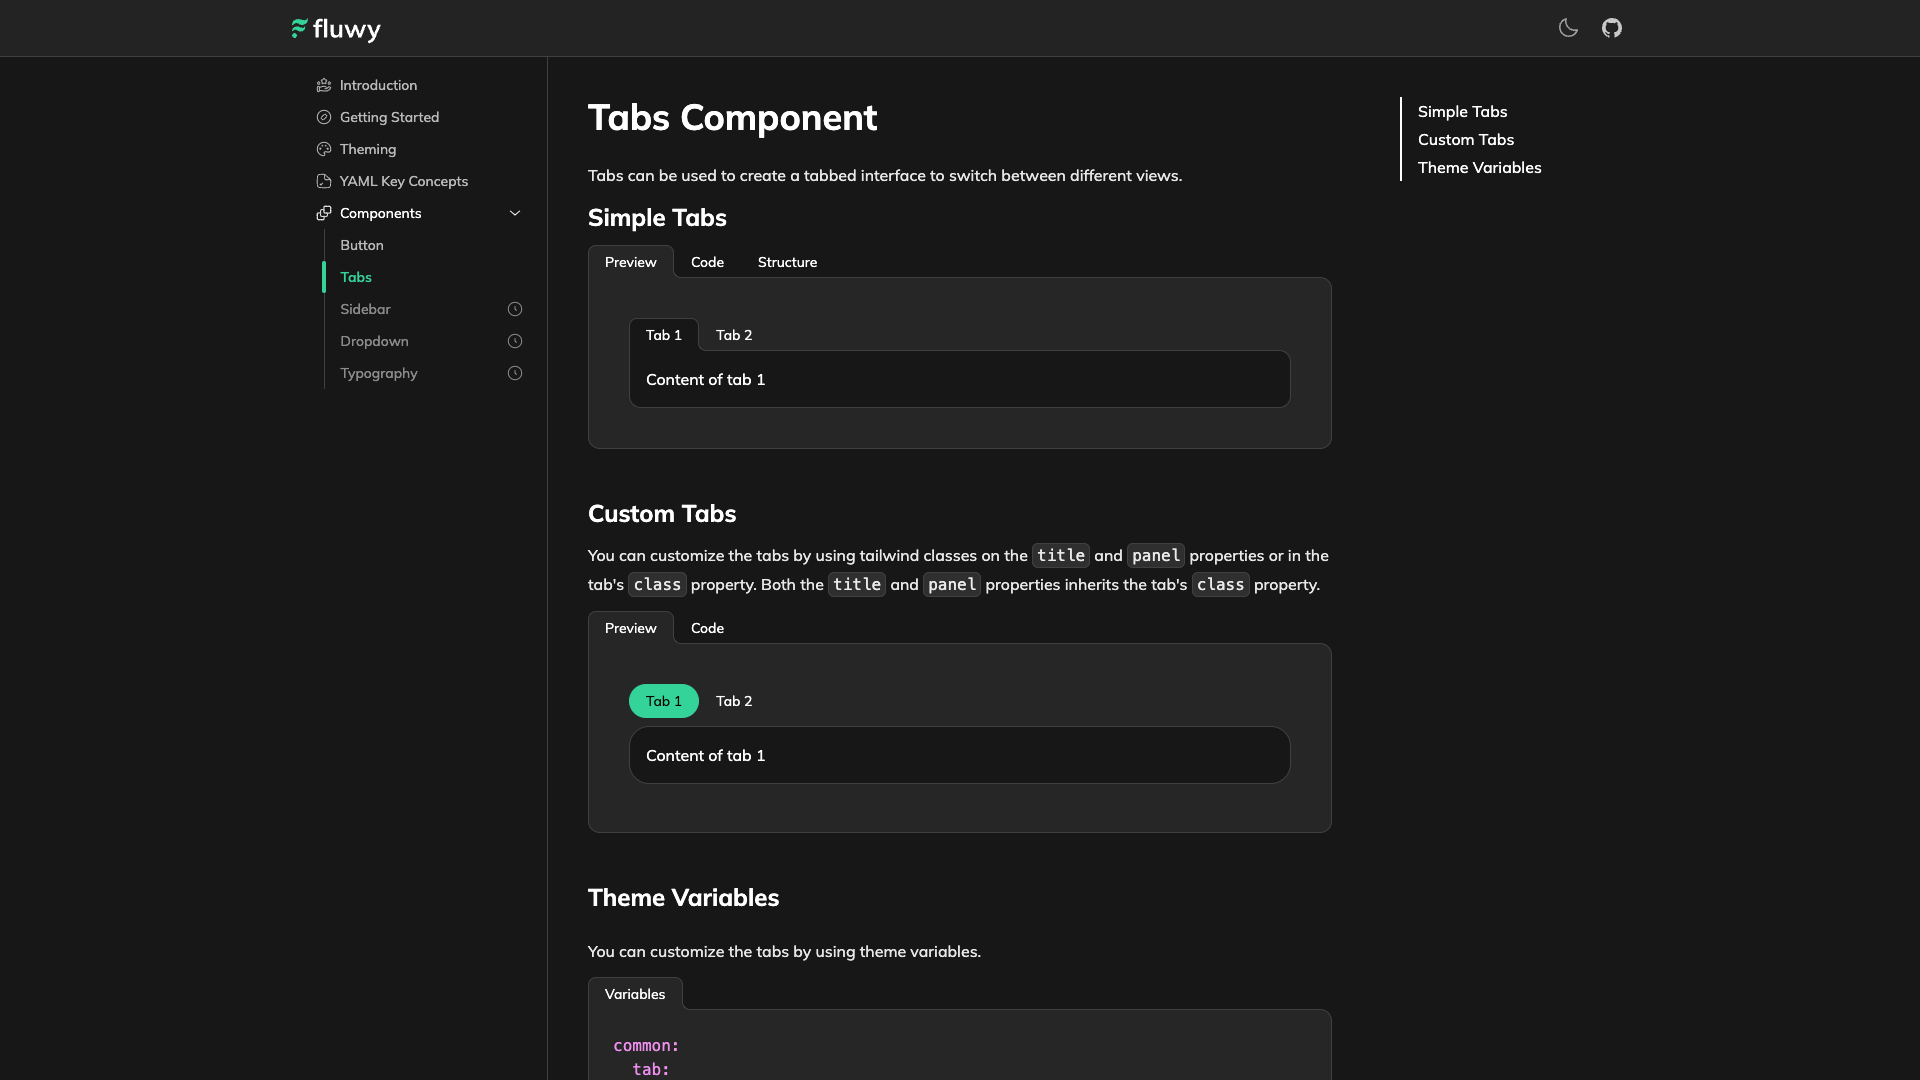 fluwy
Introduction
Getting Started
Theming
YAML Key Concepts
Components
Button
Tabs
Sidebar
Dropdown
Typography
Tabs Component
Tabs can be used to create a tabbed interface to switch between different views.
Simple Tabs
Preview Code Structure
Tab 1 Tab 2
Content of tab 1
Custom Tabs
You can customize the tabs by using tailwind classes on the title and panel properties or in the
tab's class property. Both the title and panel properties inherits the tab's class property.
Preview Code
Tab 1 Tab 2
Content of tab 1
Theme Variables
You can customize the tabs by using theme variables.
Variables
common:
tab:
Simple Tabs
Custom Tabs
Theme Variables